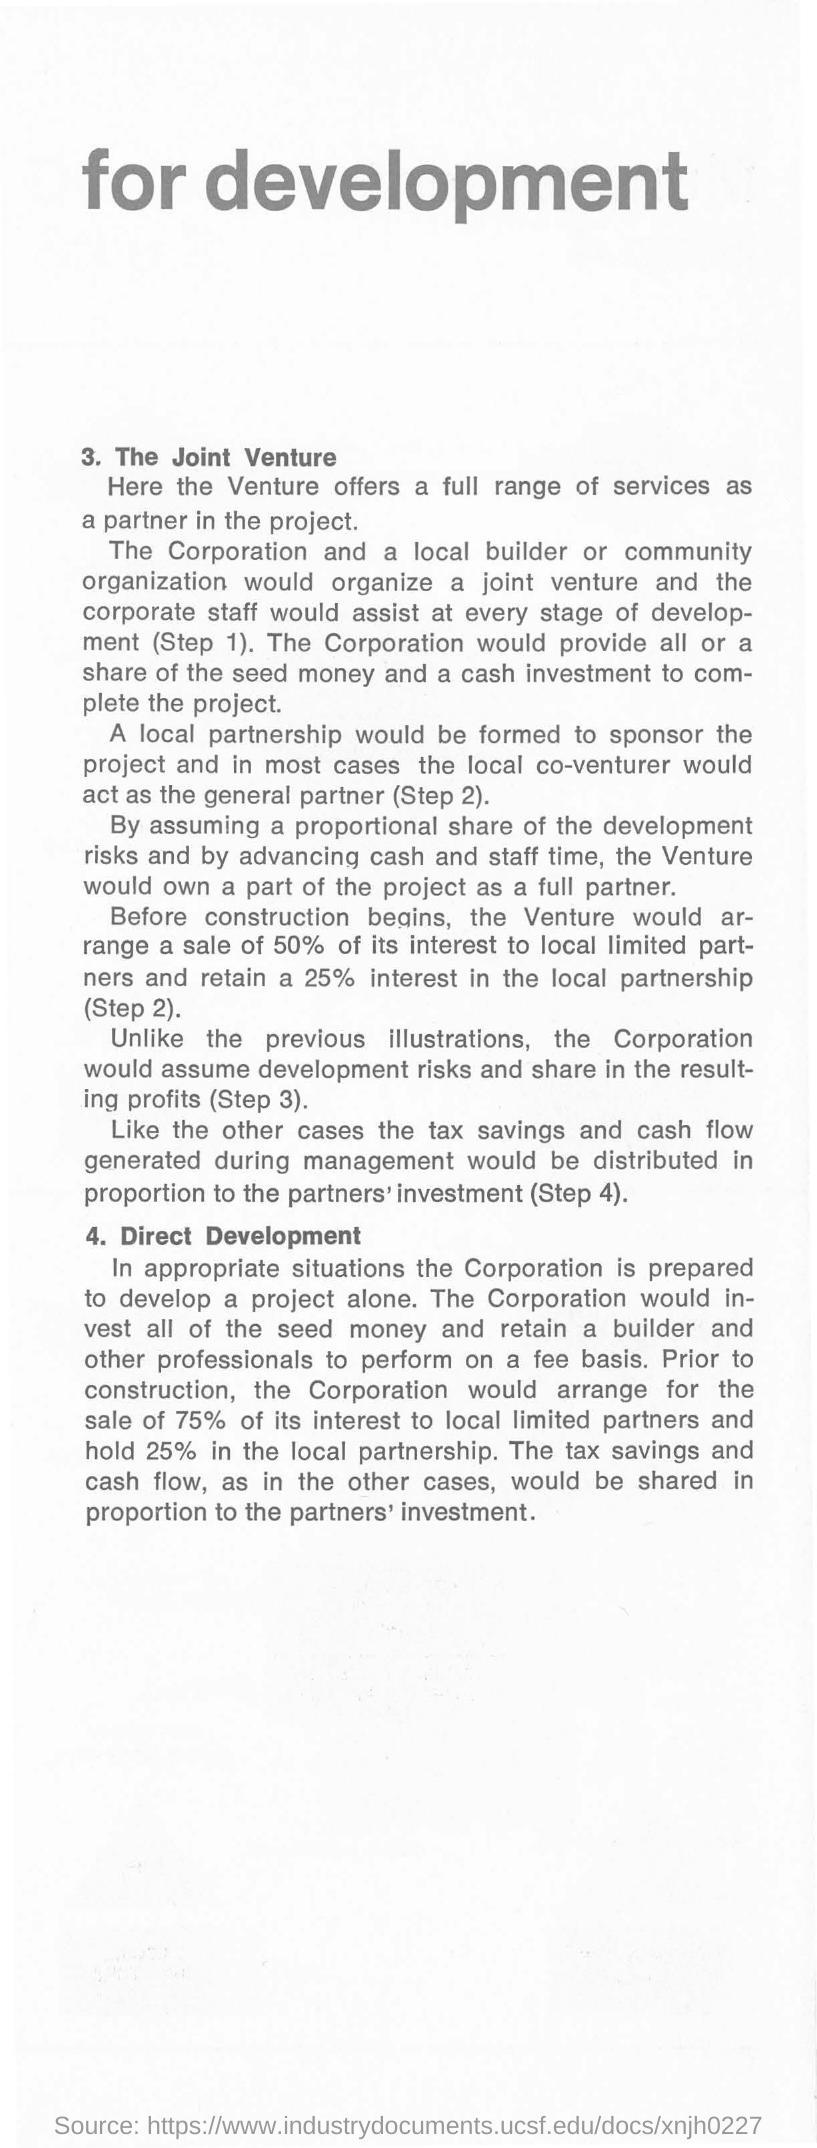 for development
3. The Joint Venture
Here the Venture offers a full range of services as
a partner in the project.
The Corporation and a local builder or community
organization would organize a joint venture and the
corporate staff would assist at every stage of develop-
ment (Step 1). The Corporation would provide all or a
share of the seed money and a cash investment to com-
plete the project.
A local partnership would be formed to sponsor the
project and in most cases the local co-venturer would
act as the general partner (Step 2).
By assuming a proportional share of the development
risks and by advancing cash and staff time, the Venture
would own a part of the project as a full partner.
Before construction begins, the Venture would ar-
range a sale of 50% of its interest to local limited part-
ners and retain a 25% interest in the local partnership
(Step 2).
Unlike the previous illustrations, the Corporation
would assume development risks and share in the result-
ing profits (Step 3).
Like the other cases the tax savings and cash flow
generated during management would be distributed in
proportion to the partners' investment (Step 4).
4. Direct Development
In appropriate situations the Corporation is prepared
to develop a project alone. The Corporation would in-
vest all of the seed money and retain a builder and
other professionals to perform on a fee basis. Prior to
construction, the Corporation would arrange for the
sale of 75% of its interest to local limited partners and
hold 25% in the local partnership. The tax savings and
cash flow, as in the other cases, would be shared in
proportion to the partners' investment.
Source: https://www.industrydocuments.ucsf.edu/docs/xnjh0227